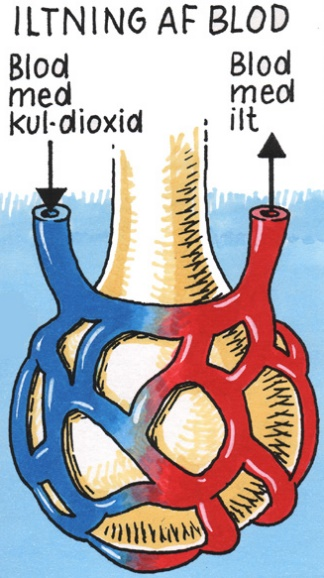 ILTNING AF BLOD
Blod
med
kul-dioxid
Blod
med
ilt